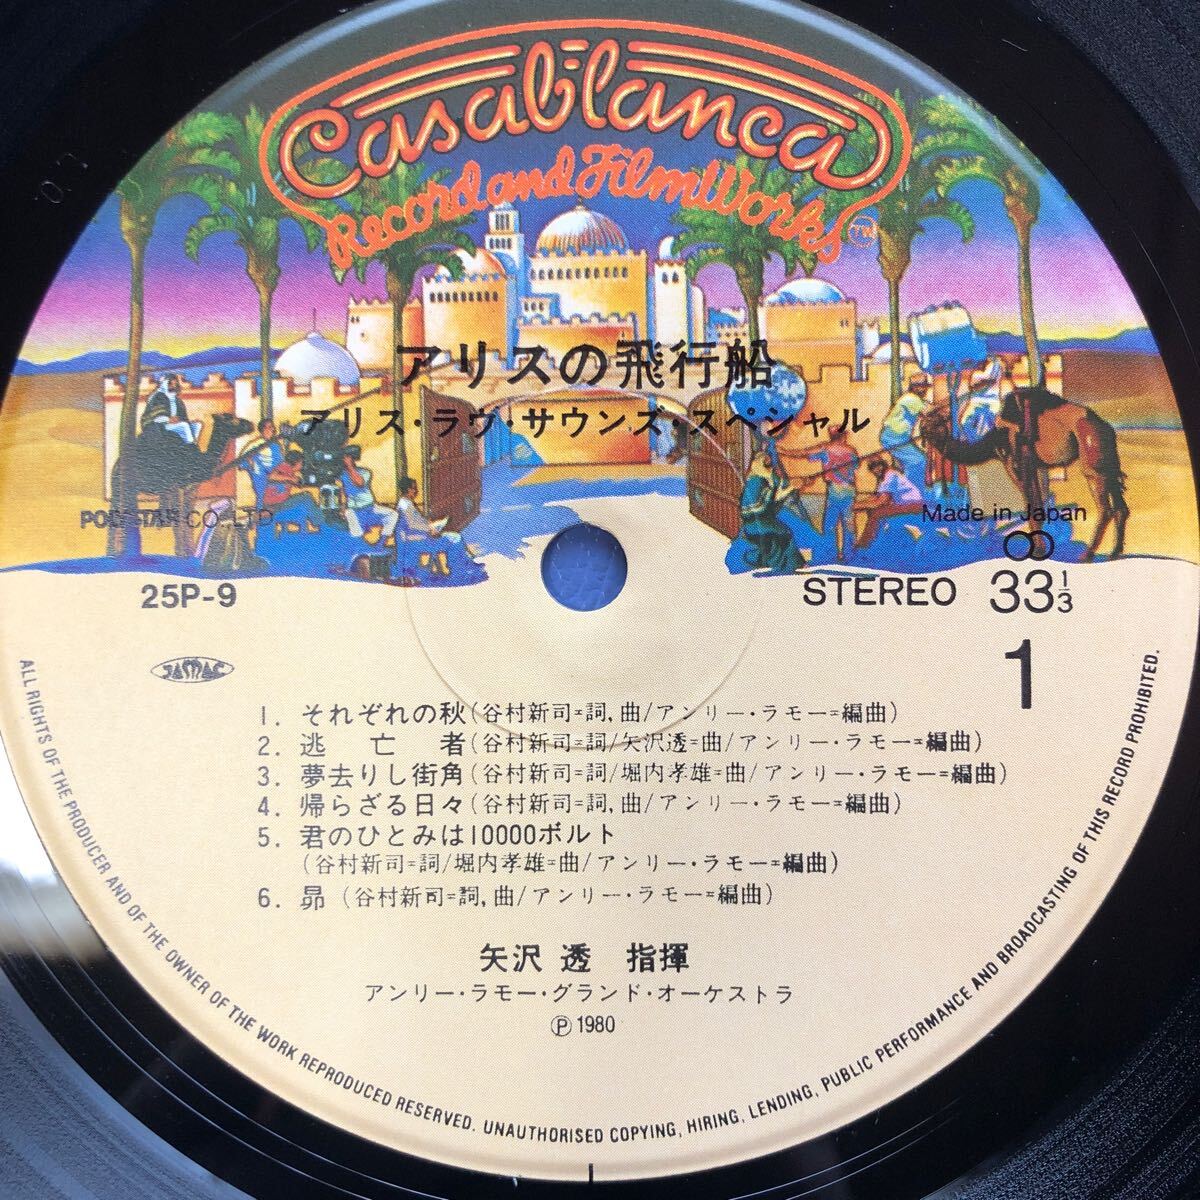 Casablanca
Record and FilmWorks TM
アリスの飛行船
アリス・ラヴ・サウンズ・スペシャル
POLYSTAR CO., LTD.
Made in Japan
25P-9
STEREO 33 1/3
1
JAMAC
1. それぞれの秋(谷村新司=詞,曲/アンリー・ラモー=編曲)
2. 逃亡者(谷村新司=詞/矢沢透=曲/アンリー・ラモー=編曲)
3. 夢去りし街角(谷村新司=詞/堀内孝雄=曲/アンリー・ラモー=編曲)
4. 帰らざる日々(谷村新司=詞,曲/アンリー・ラモー=編曲)
5. 君のひとみは10000ボルト
(谷村新司=詞/堀内孝雄=曲/アンリー・ラモー=編曲)
6. 昴(谷村新司=詞,曲/アンリー・ラモー=編曲)
矢沢 透 指揮
アンリー・ラモー・グランド・オーケストラ
Ⓟ1980
ALL RIGHTS OF THE PRODUCER AND OF THE OWNER OF THE WORK REPRODUCED RESERVED. UNAUTHORISED COPYING, HIRING, LENDING, PUBLIC PERFORMANCE AND BROADCASTING OF THIS RECORD PROHIBITED.